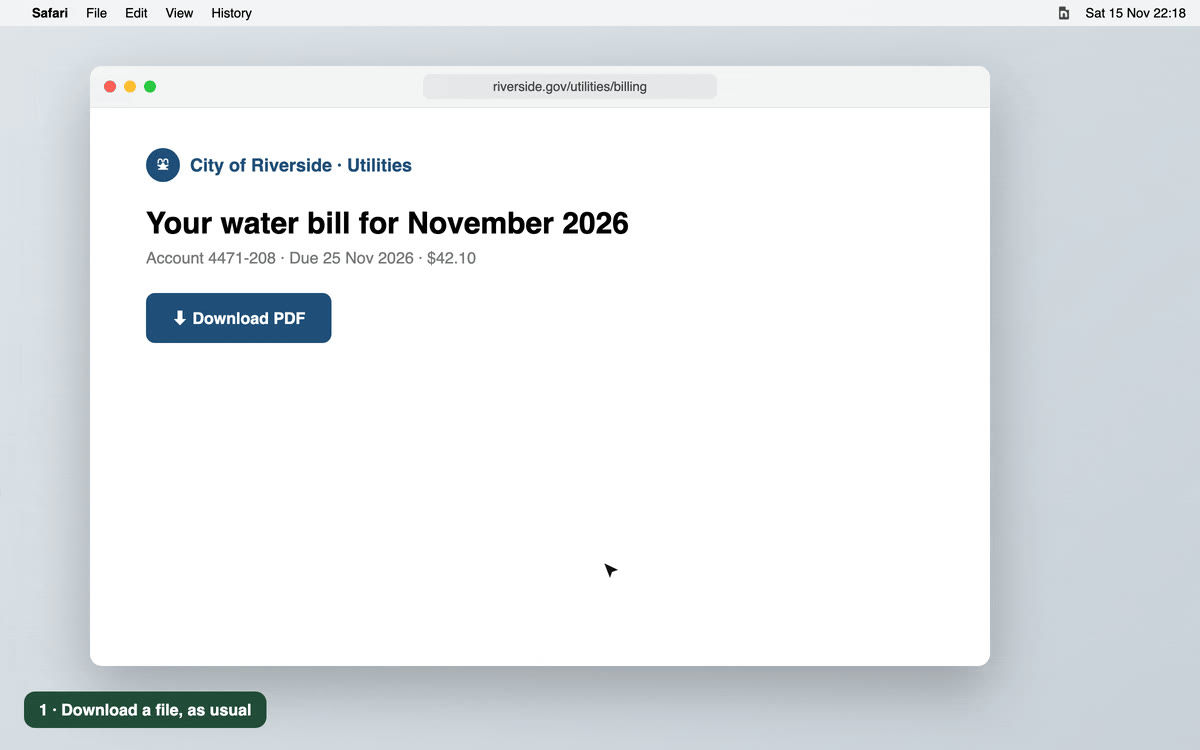 Safari File Edit View History Sat 15 Nov 22:18
riverside.gov/utilities/billing
City of Riverside · Utilities
Your water bill for November 2026
Account 4471-208 · Due 25 Nov 2026 · $42.10
⬇ Download PDF
1 · Download a file, as usual